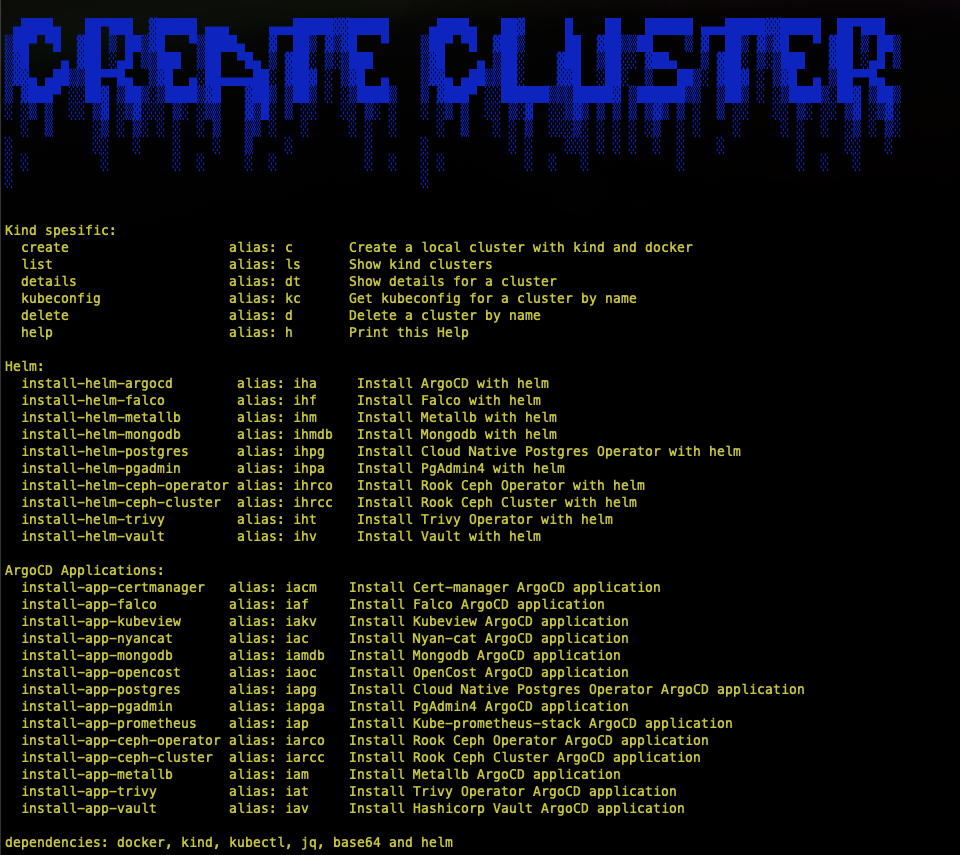 CREATE CLUSTER
Kind spesific:
create alias: c Create a local cluster with kind and docker
list alias: ls Show kind clusters
details alias: dt Show details for a cluster
kubeconfig alias: kc Get kubeconfig for a cluster by name
delete alias: d Delete a cluster by name
help alias: h Print this Help
Helm:
install-helm-argocd alias: iha Install ArgoCD with helm
install-helm-falco alias: ihf Install Falco with helm
install-helm-metallb alias: ihm Install Metallb with helm
install-helm-mongodb alias: ihmdb Install Mongodb with helm
install-helm-postgres alias: ihpg Install Cloud Native Postgres Operator with helm
install-helm-pgadmin alias: ihpa Install PgAdmin4 with helm
install-helm-ceph-operator alias: ihrco Install Rook Ceph Operator with helm
install-helm-ceph-cluster alias: ihrcc Install Rook Ceph Cluster with helm
install-helm-trivy alias: iht Install Trivy Operator with helm
install-helm-vault alias: ihv Install Vault with helm
ArgoCD Applications:
install-app-certmanager alias: iacm Install Cert-manager ArgoCD application
install-app-falco alias: iaf Install Falco ArgoCD application
install-app-kubeview alias: iakv Install Kubeview ArgoCD application
install-app-nyancat alias: iac Install Nyan-cat ArgoCD application
install-app-mongodb alias: iamdb Install Mongodb ArgoCD application
install-app-opencost alias: iaoc Install OpenCost ArgoCD application
install-app-postgres alias: iapg Install Cloud Native Postgres Operator ArgoCD application
install-app-pgadmin alias: iapga Install PgAdmin4 ArgoCD application
install-app-prometheus alias: iap Install Kube-prometheus-stack ArgoCD application
install-app-ceph-operator alias: iarco Install Rook Ceph Operator ArgoCD application
install-app-ceph-cluster alias: iarcc Install Rook Ceph Cluster ArgoCD application
install-app-metallb alias: iam Install Metallb ArgoCD application
install-app-trivy alias: iat Install Trivy Operator ArgoCD application
install-app-vault alias: iav Install Hashicorp Vault ArgoCD application
dependencies: docker, kind, kubectl, jq, base64 and helm